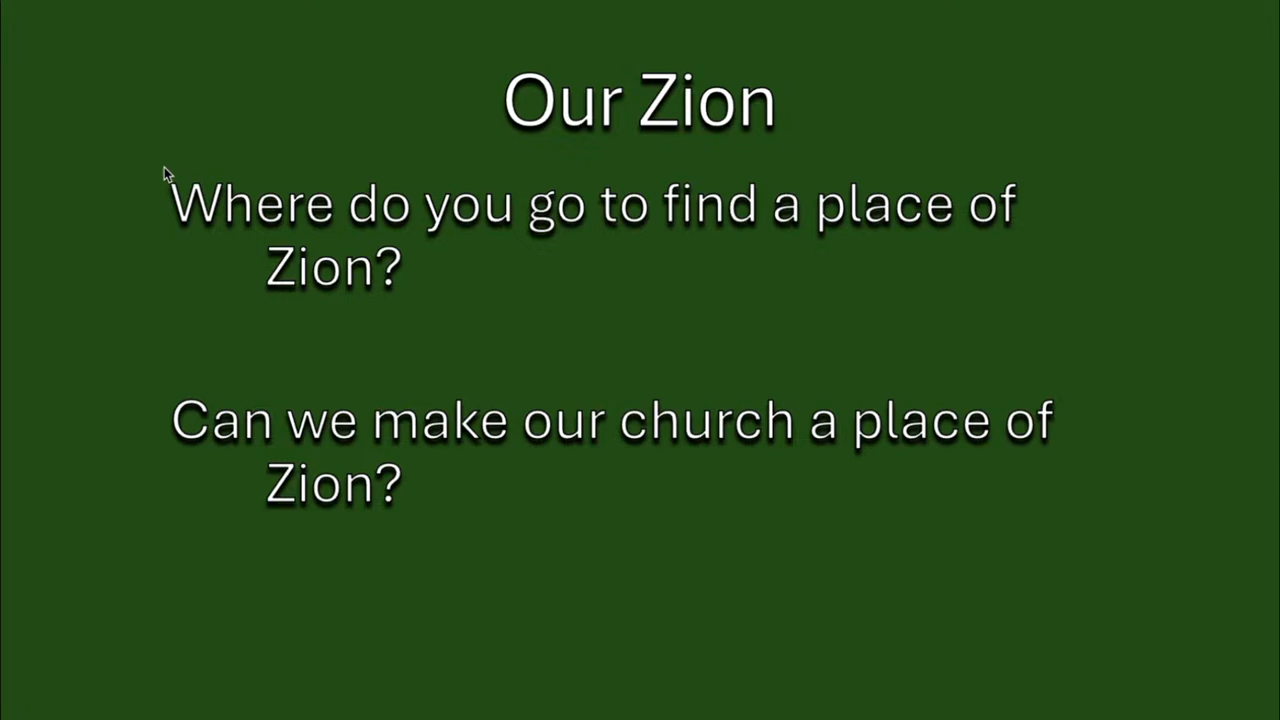 Our Zion
Where do you go to find a place of
Zion?
Can we make our church a place of
Zion?